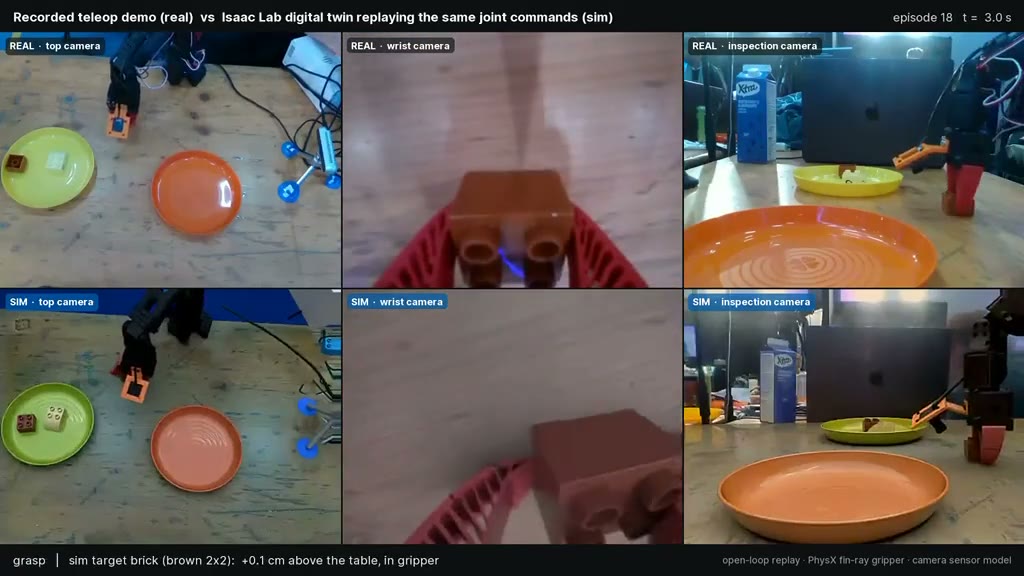 Recorded teleop demo (real) vs Isaac Lab digital twin replaying the same joint commands (sim)
episode 18 t = 3.0 s
REAL · top camera
REAL · wrist camera
REAL · inspection camera
Xtra
SIM · top camera
SIM · wrist camera
SIM · inspection camera
Xtra
grasp | sim target brick (brown 2x2): +0.1 cm above the table, in gripper
open-loop replay · PhysX fin-ray gripper · camera sensor model